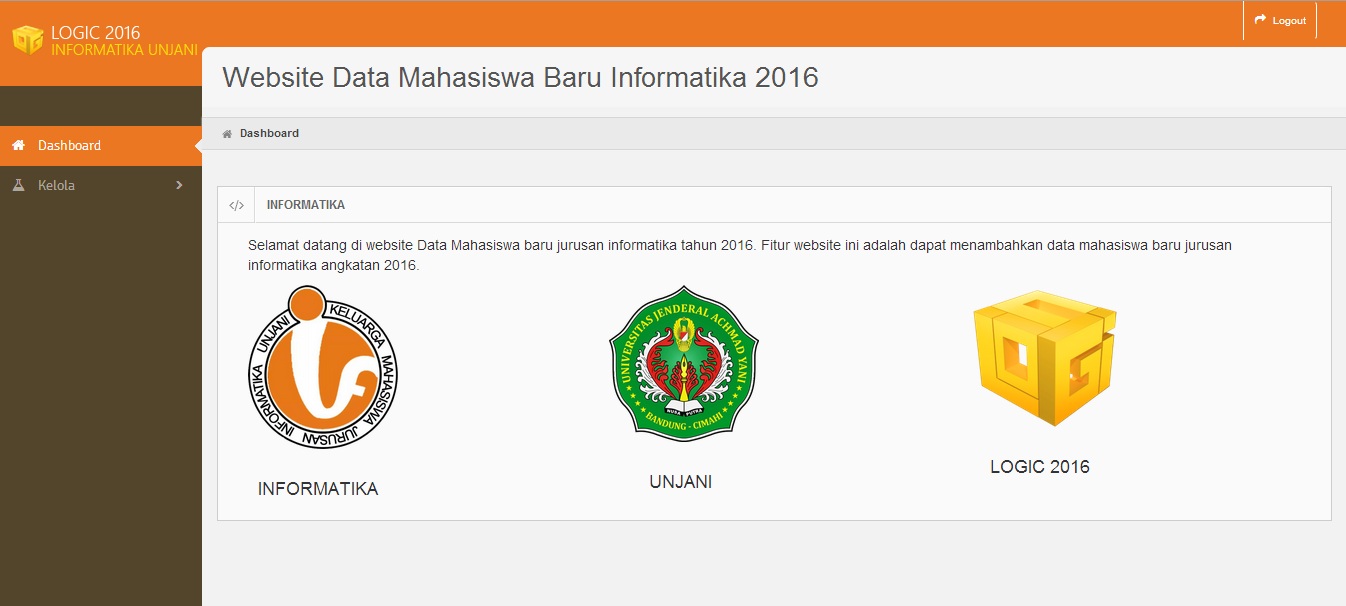 LOGIC 2016
INFORMATIKA UNJANI
Logout
Website Data Mahasiswa Baru Informatika 2016
Dashboard
Dashboard
Kelola
</> INFORMATIKA
Selamat datang di website Data Mahasiswa baru jurusan informatika tahun 2016. Fitur website ini adalah dapat menambahkan data mahasiswa baru jurusan
informatika angkatan 2016.
KELUARGA MAHASISWA JURUSAN INFORMATIKA UNJANI
UNIVERSITAS JENDERAL ACHMAD YANI
BANDUNG - CIMAHI
INFORMATIKA
UNJANI
LOGIC 2016